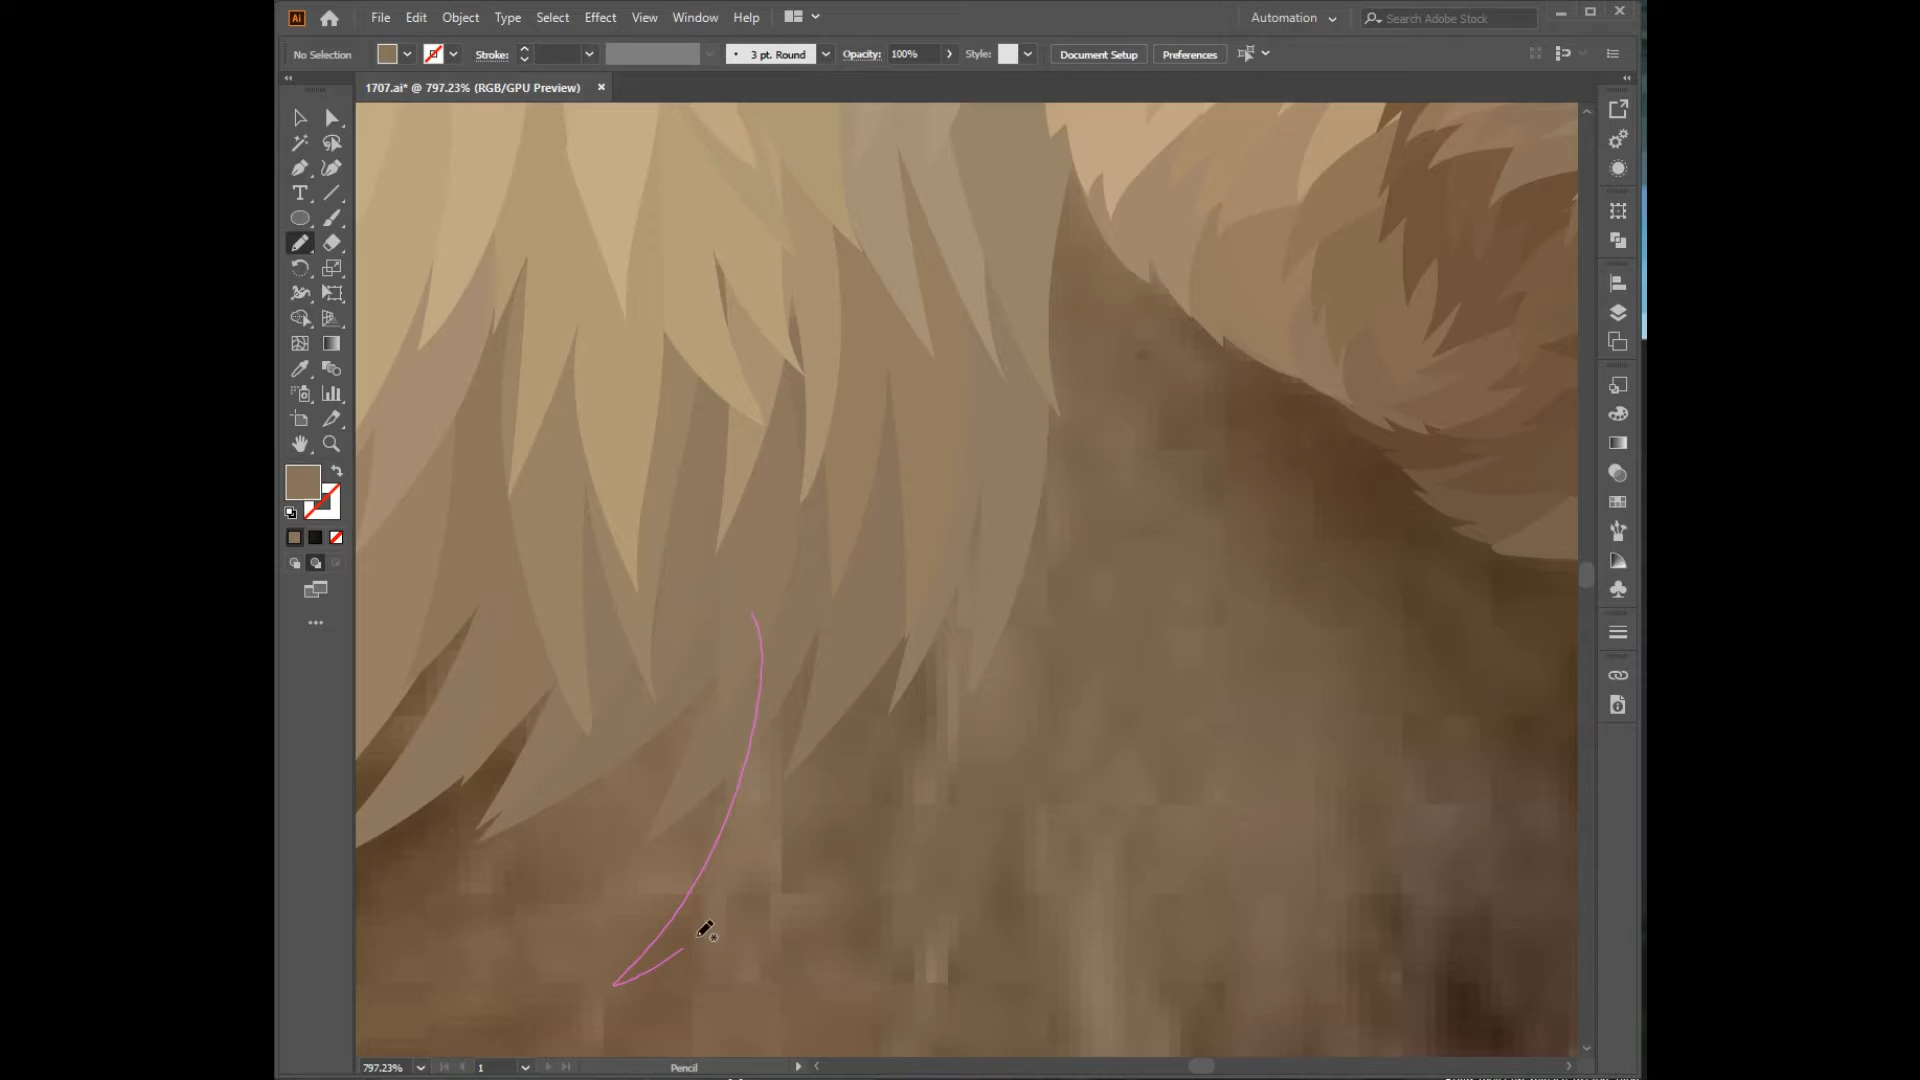 Ai File Edit Object Type Select Effect View Window Help Automation Search Adobe Stock
No Selection Stroke: 3 pt. Round Opacity: 100% Style: Document Setup Preferences
1707.ai* @ 797.23% (RGB/GPU Preview)
797.23% 1 Pencil